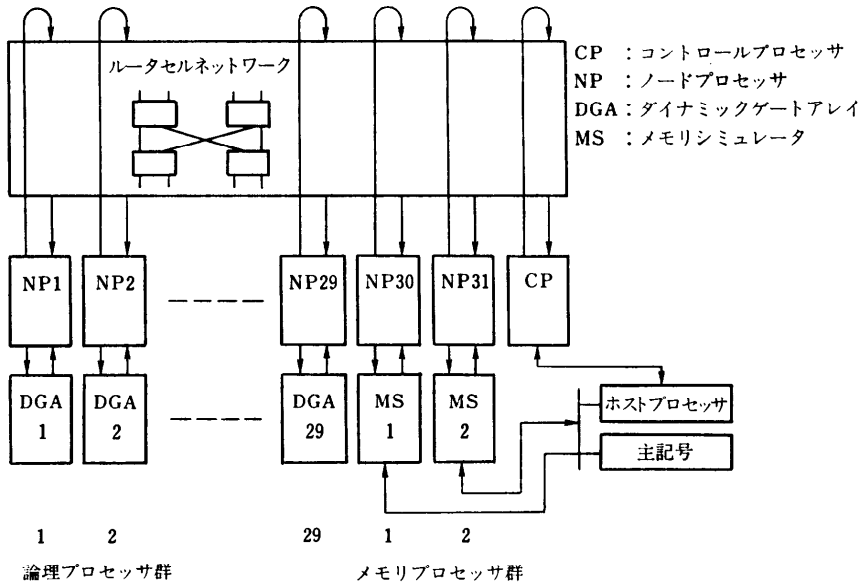 ルータセルネットワーク
CP :コントロールプロセッサ
NP :ノードプロセッサ
DGA:ダイナミックゲートアレイ
MS :メモリシミュレータ
NP1
NP2
NP29
NP30
NP31
CP
DGA
1
DGA
2
DGA
29
MS
1
MS
2
ホストプロセッサ
主記号
1
2
29
1
2
論理プロセッサ群
メモリプロセッサ群